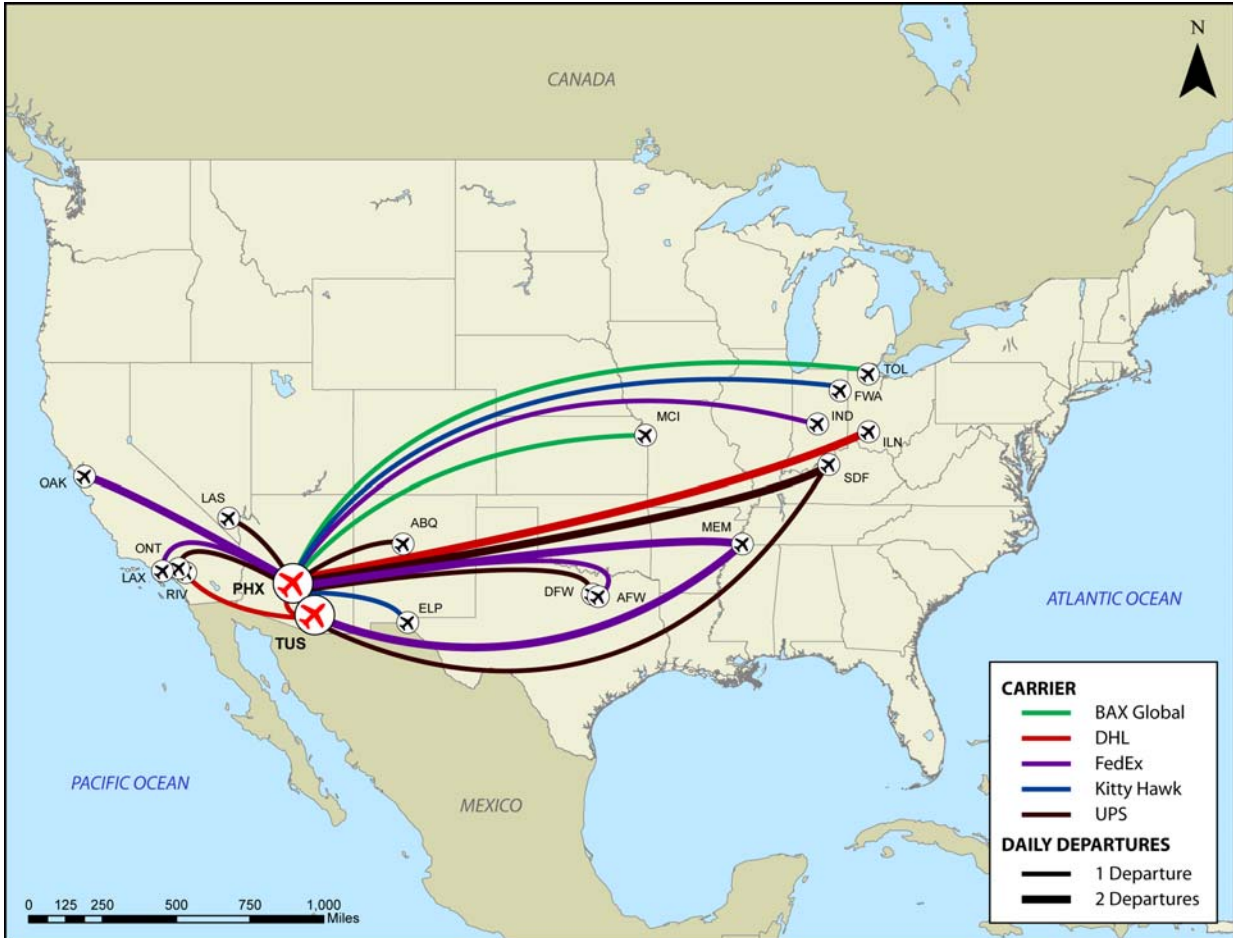 N
CANADA
TOL
FWA
MCI
IND
ILN
OAK
SDF
LAS
ABQ
MEM
ONT
LAX
PHX
RIV
DFW
AFW
ELP
TUS
ATLANTIC OCEAN
PACIFIC OCEAN
MEXICO
CARRIER
BAX Global
DHL
FedEx
Kitty Hawk
UPS
DAILY DEPARTURES
1 Departure
2 Departures
0 125 250 500 750 1,000
Miles